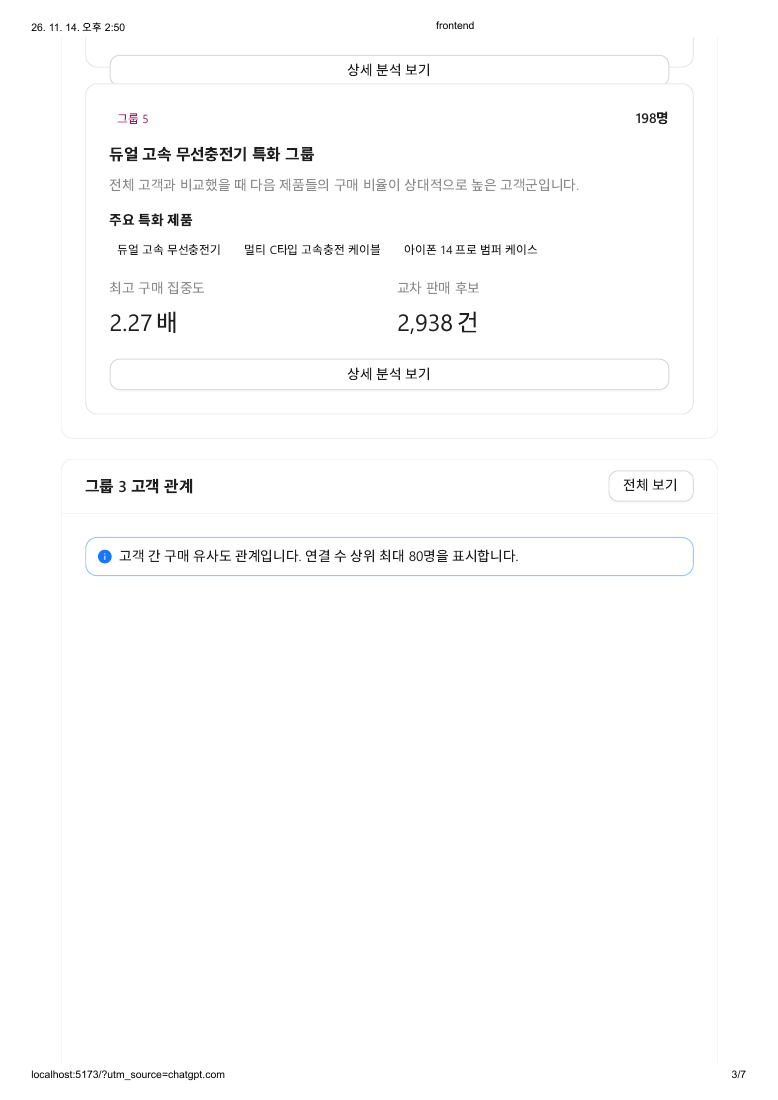 26. 11. 14. 오후 2:50
frontend
상세 분석 보기
그룹 5
198명
듀얼 고속 무선충전기 특화 그룹
전체 고객과 비교했을 때 다음 제품들의 구매 비율이 상대적으로 높은 고객군입니다.
주요 특화 제품
듀얼 고속 무선충전기 멀티 C타입 고속충전 케이블 아이폰 14 프로 범퍼 케이스
최고 구매 집중도 교차 판매 후보
2.27 배 2,938 건
상세 분석 보기
그룹 3 고객 관계
전체 보기
고객 간 구매 유사도 관계입니다. 연결 수 상위 최대 80명을 표시합니다.
localhost:5173/?utm_source=chatgpt.com
3/7